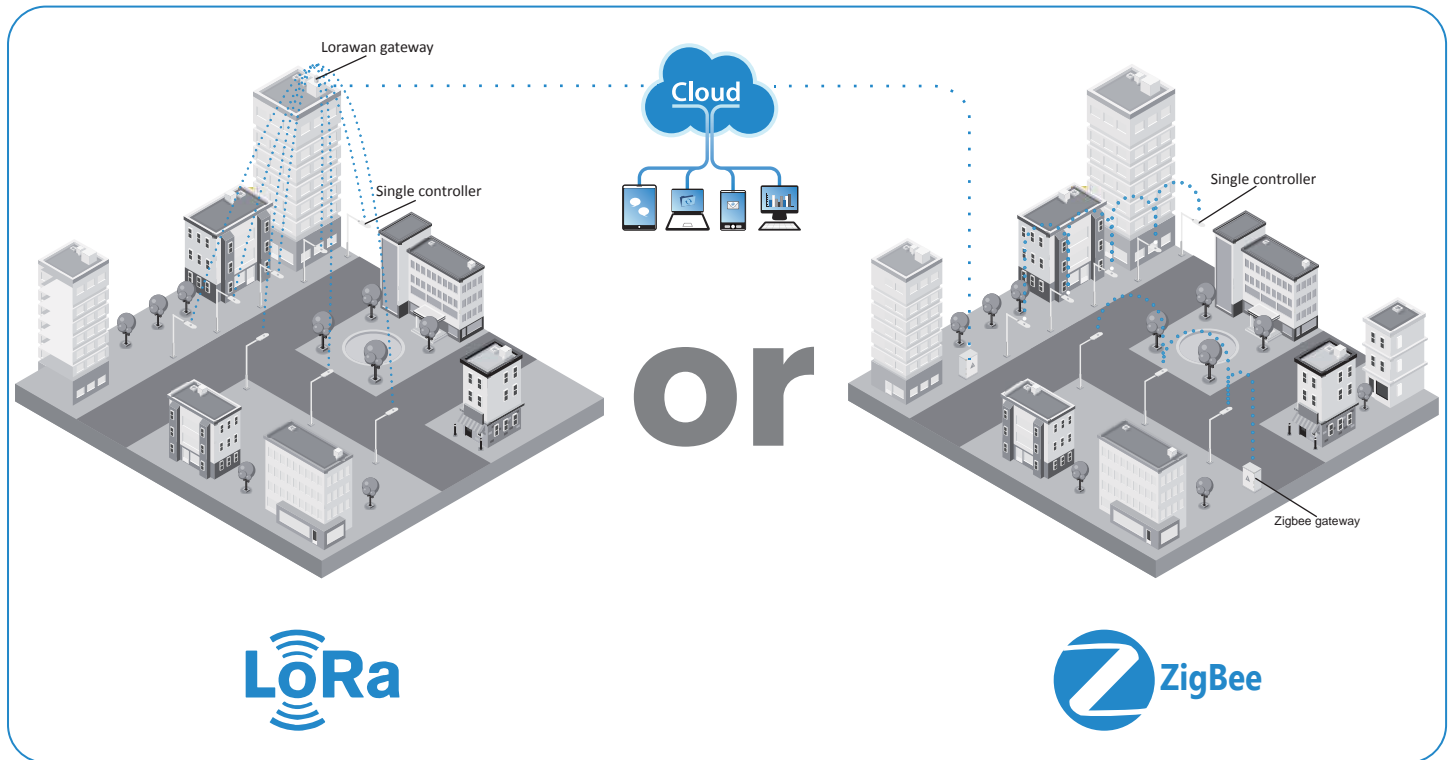 Lorawan gateway
Cloud
Single controller
Single controller
or
Zigbee gateway
LoRa
ZigBee